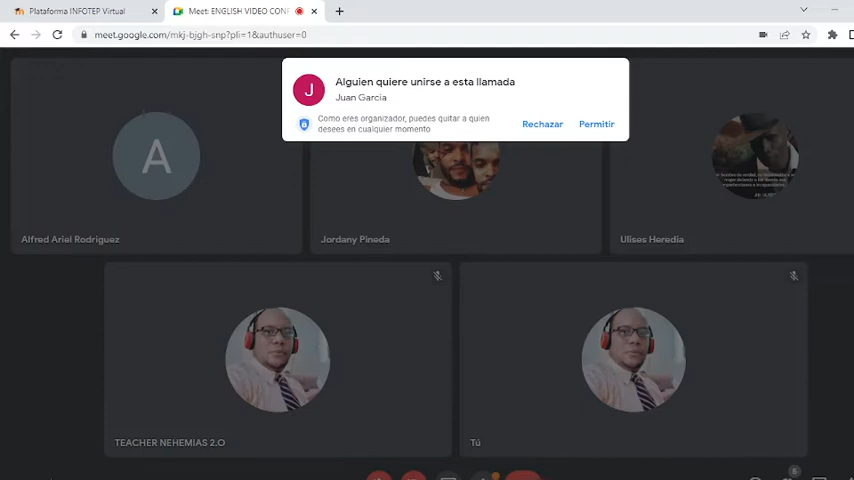 Plataforma INFOTEP Virtual
Meet: ENGLISH VIDEO CONF
meet.google.com/mkj-bjgh-snp?pli=1&authuser=0
J
Alguien quiere unirse a esta llamada
Juan Garcia
Como eres organizador, puedes quitar a quien
desees en cualquier momento
Rechazar
Permitir
A
Alfred Ariel Rodriguez
Jordany Pineda
Ulises Heredia
TEACHER NEHEMIAS 2.O
Tú